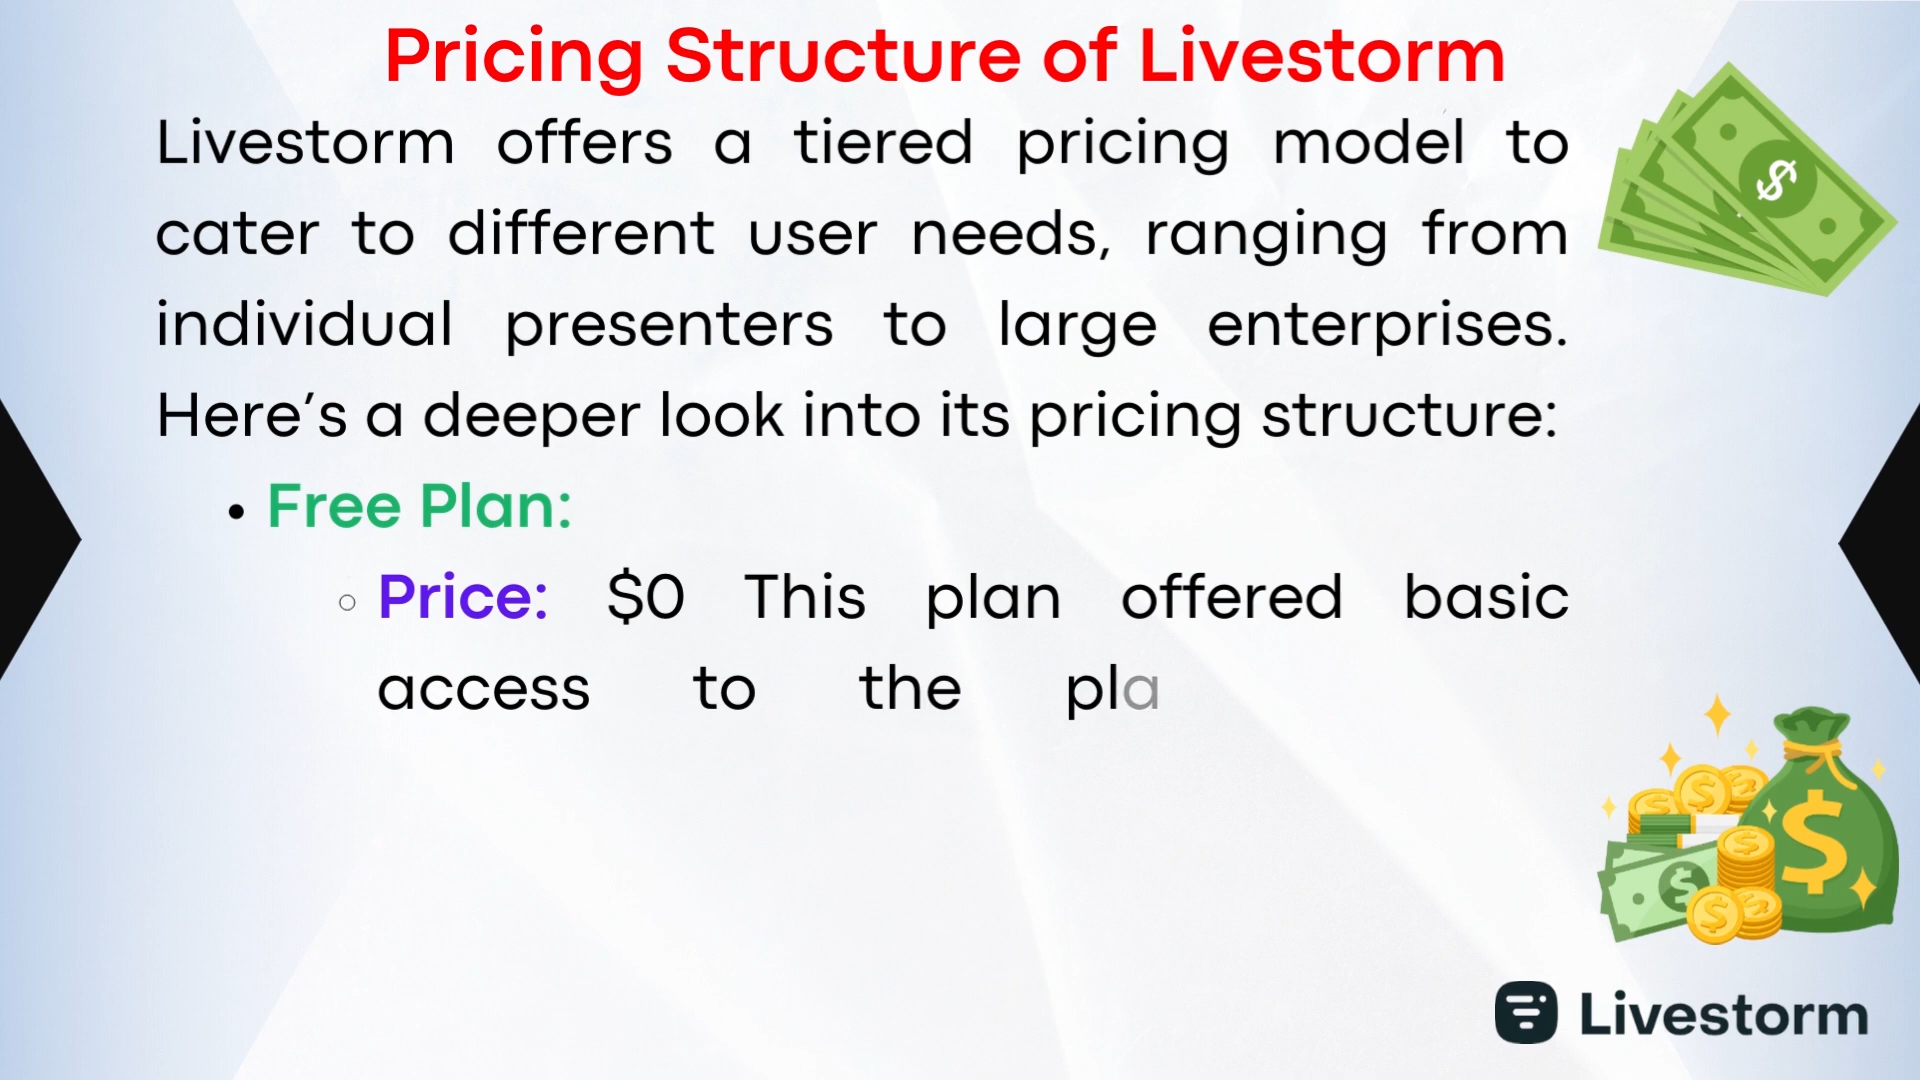 Pricing Structure of Livestorm
Livestorm offers a tiered pricing model to
cater to different user needs, ranging from
individual presenters to large enterprises.
Here's a deeper look into its pricing structure:
• Free Plan:
○ Price: $0 This plan offered basic
access to the pla
Livestorm